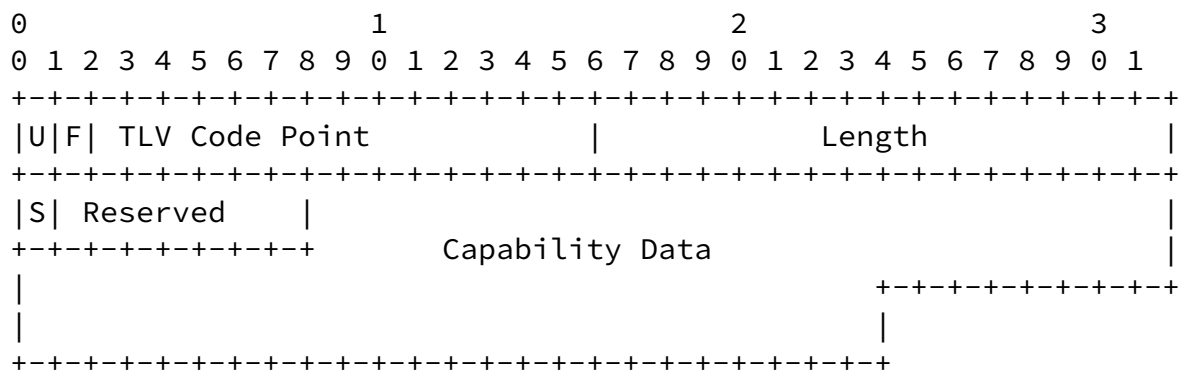 0                   1                   2                   3
0 1 2 3 4 5 6 7 8 9 0 1 2 3 4 5 6 7 8 9 0 1 2 3 4 5 6 7 8 9 0 1
+-+-+-+-+-+-+-+-+-+-+-+-+-+-+-+-+-+-+-+-+-+-+-+-+-+-+-+-+-+-+-+-+
|U|F| TLV Code Point            |            Length             |
+-+-+-+-+-+-+-+-+-+-+-+-+-+-+-+-+-+-+-+-+-+-+-+-+-+-+-+-+-+-+-+-+
|S| Reserved    |                                               |
+-+-+-+-+-+-+-+-+       Capability Data                         |
|                                               +-+-+-+-+-+-+-+-+
|                                               |
+-+-+-+-+-+-+-+-+-+-+-+-+-+-+-+-+-+-+-+-+-+-+-+-+